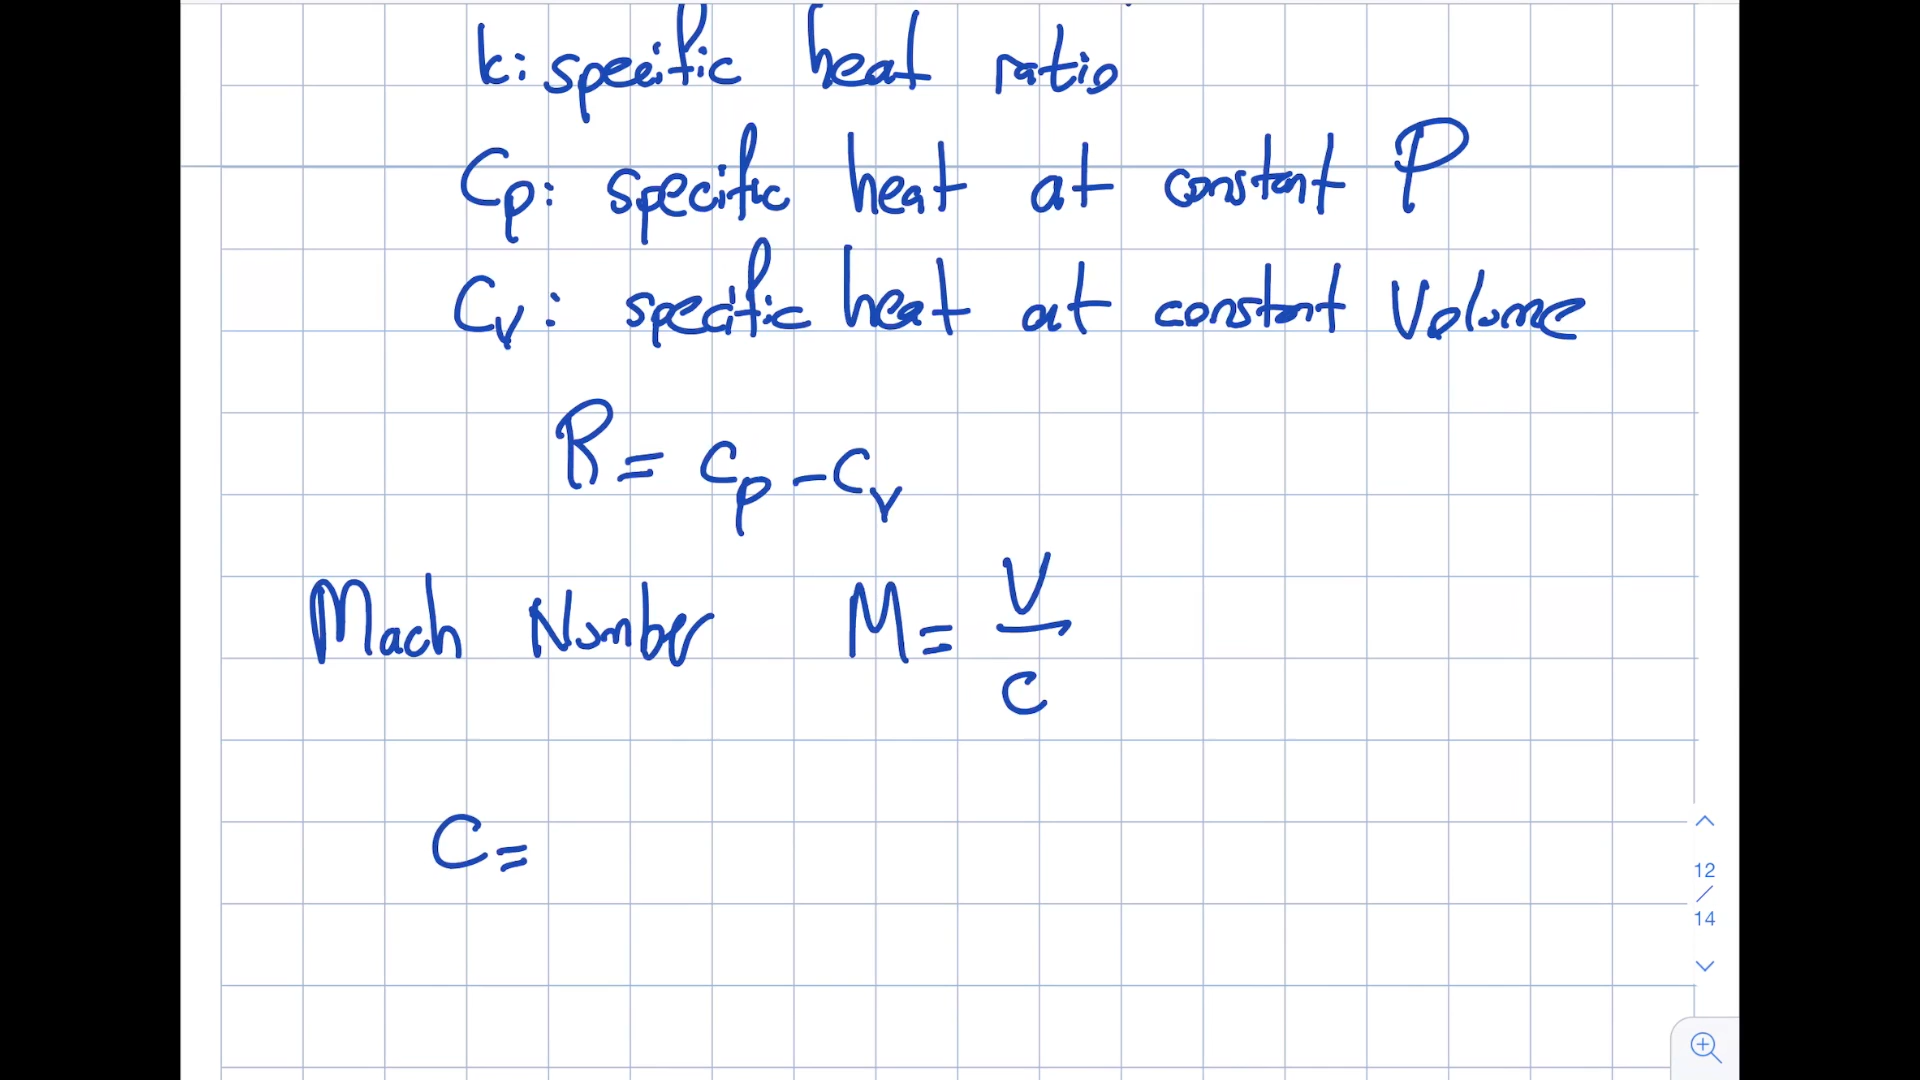 k: specific heat ratio
Cp: specific heat at constant P
Cv: specific heat at constant Volume
R = Cp - Cv
Mach Number M = V / C
C =
12
/
14